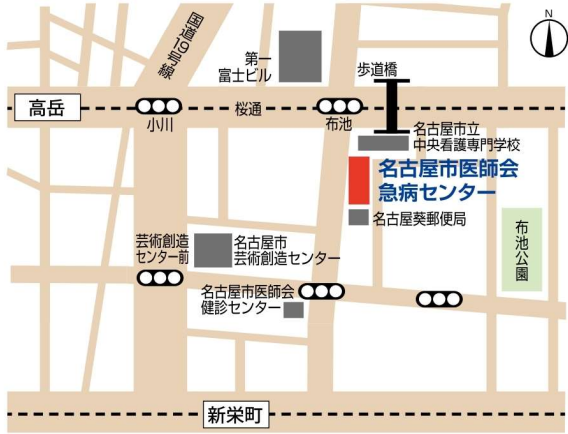 N
国道19号線
第一
富士ビル
歩道橋
高岳
桜通
小川
布池
名古屋市立
中央看護専門学校
名古屋市医師会
急病センター
名古屋葵郵便局
布池公園
芸術創造
センター前
名古屋市
芸術創造センター
名古屋市医師会
健診センター
新栄町